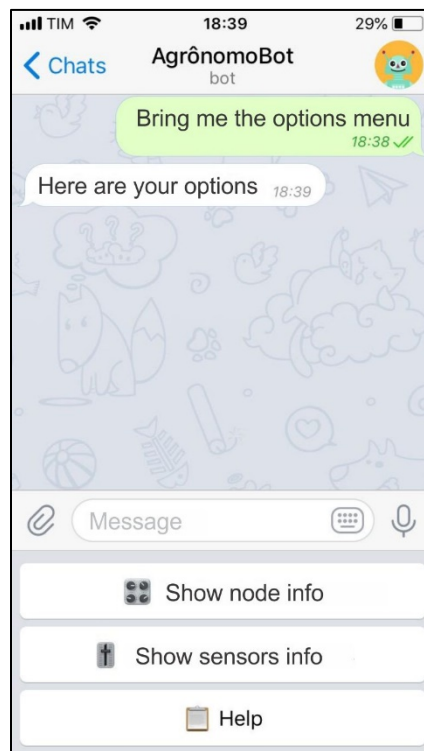 TIM 18:39 29%
Chats AgrônomoBot
bot
Bring me the options menu
18:38
Here are your options 18:39
???
Message
Show node info
Show sensors info
Help